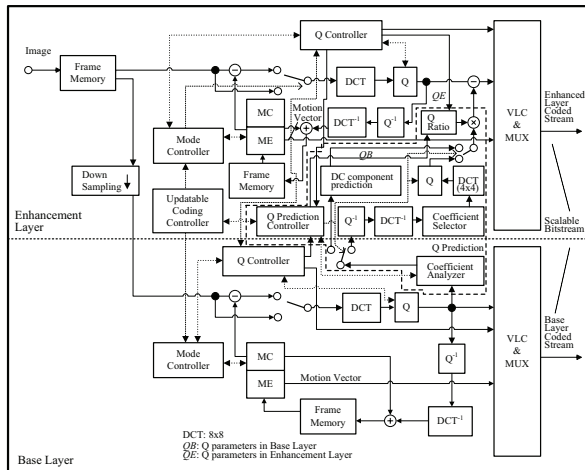 Image
Frame
Memory
Q Controller
DCT
Q
QE
VLC
&
MUX
Enhanced
Layer
Coded
Stream
MC
ME
Motion
Vector
DCT-1
Q-1
Q
Ratio
Mode
Controller
Frame
Memory
QB
DC component
prediction
Q
DCT
(4x4)
Down
Sampling
Updatable
Coding
Controller
Q Prediction
Controller
Q-1
DCT-1
Coefficient
Selector
Scalable
Bitstream
Enhancement
Layer
Q Prediction
Q Controller
Coefficient
Analyzer
DCT
Q
VLC
&
MUX
Base
Layer
Coded
Stream
Mode
Controller
MC
ME
Motion Vector
Q-1
Frame
Memory
DCT-1
DCT: 8x8
QB: Q parameters in Base Layer
QE: Q parameters in Enhancement Layer
Base Layer